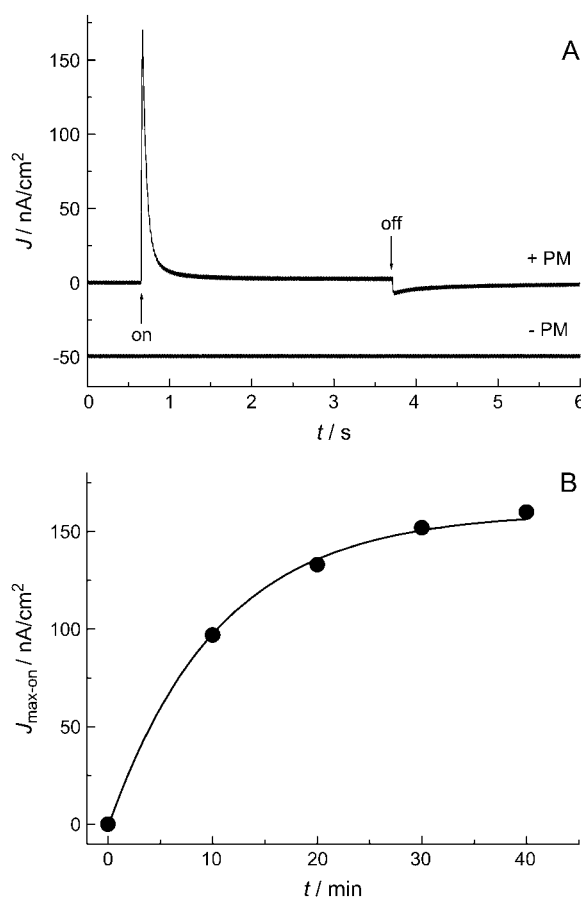 A
J / nA/cm²
150
100
50
0
-50
on
off
+ PM
- PM
0 1 2 3 4 5 6
t / s
B
Jmax-on / nA/cm²
150
100
50
0
0 10 20 30 40
t / min